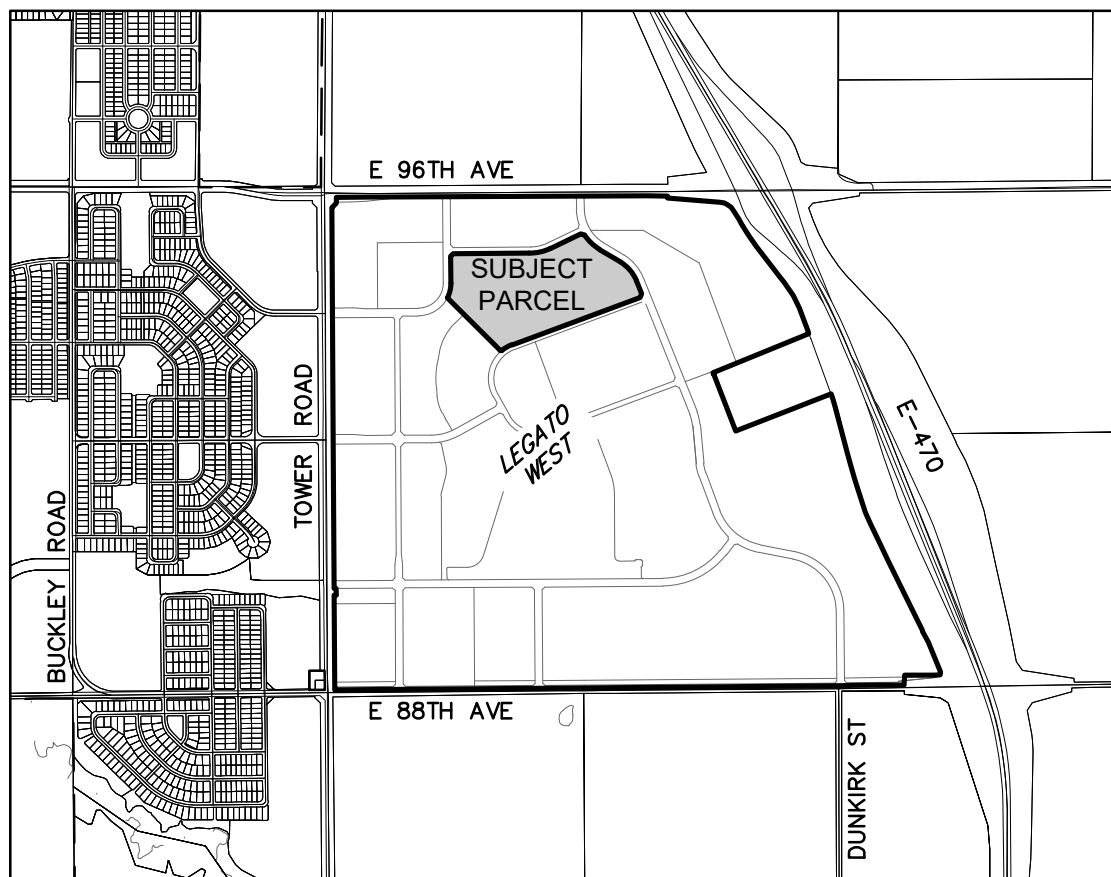 E 96TH AVE
SUBJECT
PARCEL
TOWER ROAD
LEGATO
WEST
E-470
BUCKLEY ROAD
E 88TH AVE
DUNKIRK ST